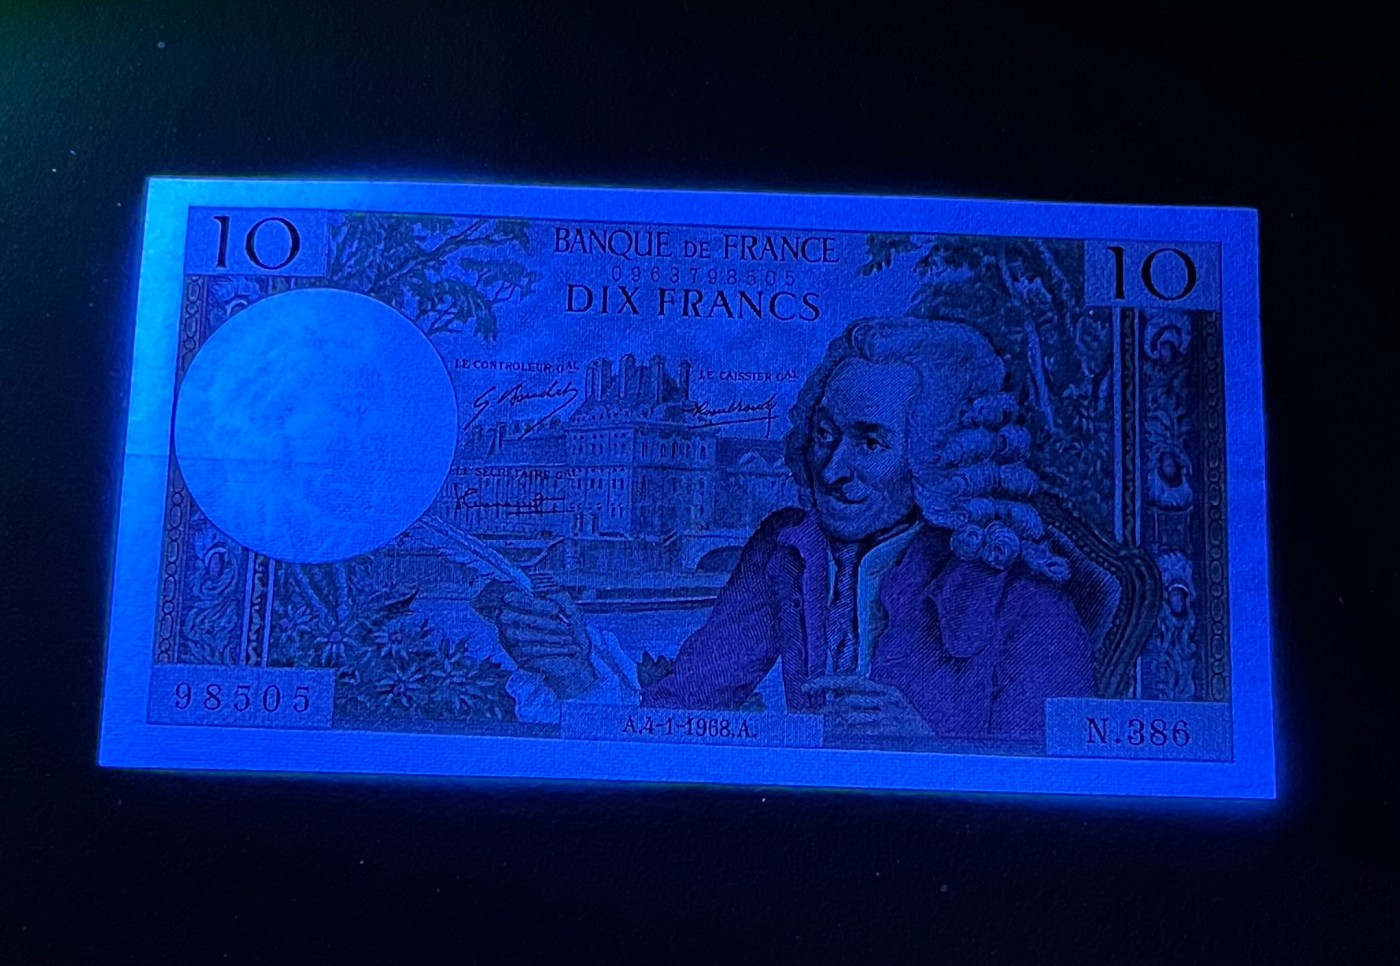 10
BANQUE DE FRANCE
10
0963798505
DIX FRANCS
LE CONTROLEUR GAL
LE CAISSIER GAL
LE SECRETAIRE GAL
98505
A.4-1-1968.A.
N.386